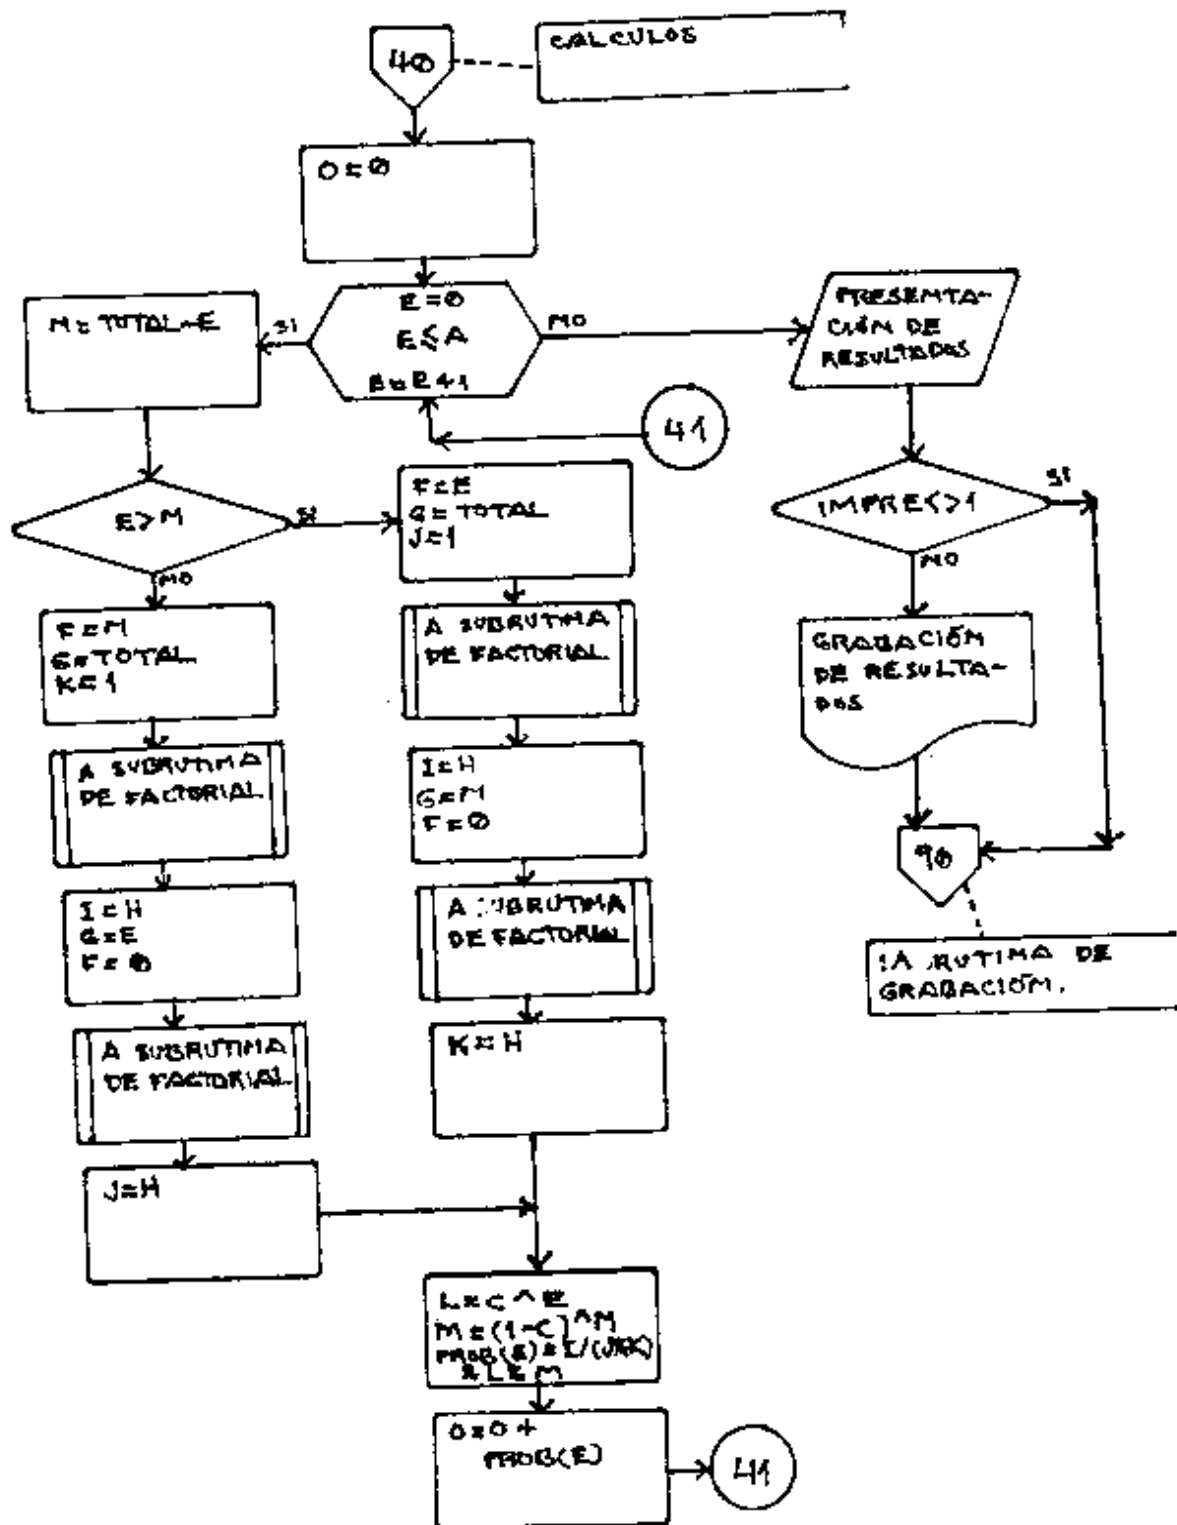 40
CALCULOS
O=0
E=0
E≤A
E=E+1
SI
NO
M=TOTAL-E
PRESENTA-
CIÓN DE
RESULTADOS
41
E>M
SI
NO
F=E
G=TOTAL
J=1
IMPRE<>1
SI
NO
F=M
G=TOTAL
K=1
A SUBRUTINA
DE FACTORIAL
GRABACIÓN
DE RESULTA-
DOS
A SUBRUTINA
DE FACTORIAL
I=H
G=M
F=0
90
I=H
G=E
F=0
A SUBRUTINA
DE FACTORIAL
A RUTINA DE
GRABACIÓN.
A SUBRUTINA
DE FACTORIAL
K=H
J=H
L=C^E
M=(1-C)^M
PROB(E)=I/(J*K)
*L*M
O=O+
PROB(E)
41